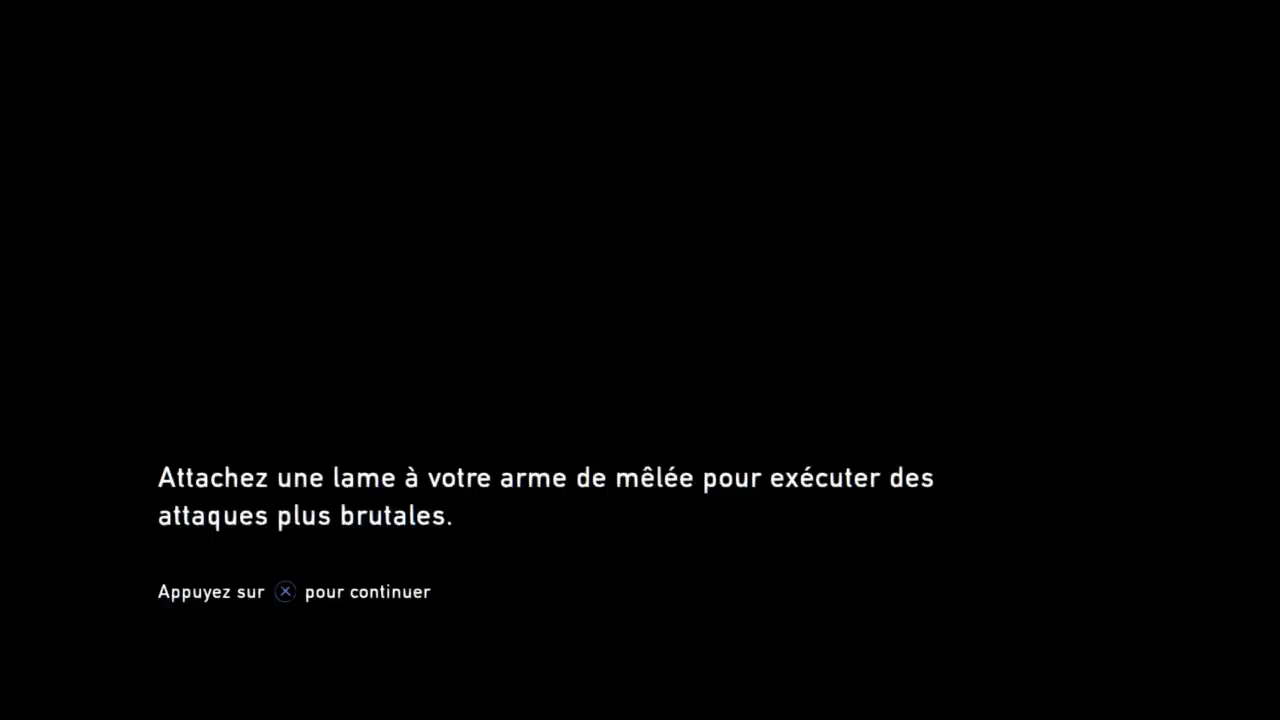 Attachez une lame à votre arme de mêlée pour exécuter des
attaques plus brutales.
Appuyez sur ⓧ pour continuer